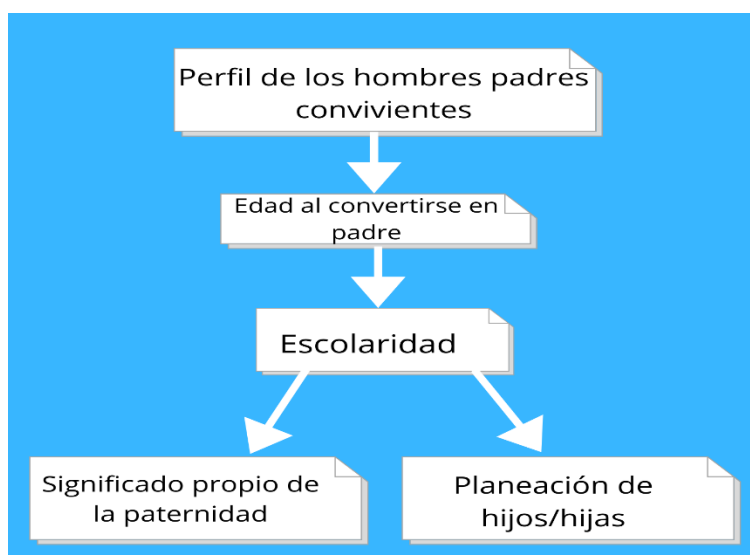 Perfil de los hombres padres
convivientes
Edad al convertirse en
padre
Escolaridad
Significado propio de
la paternidad
Planeación de
hijos/hijas